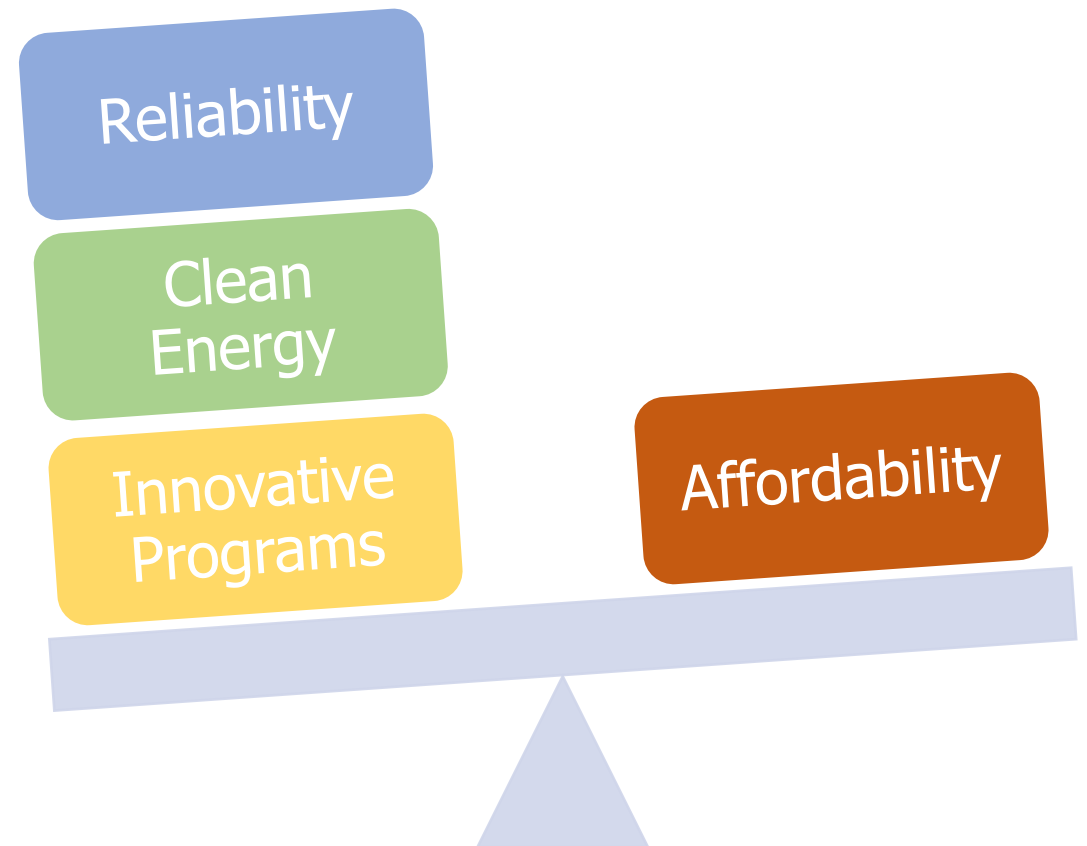 Reliability
Clean
Energy
Innovative
Programs
Affordability